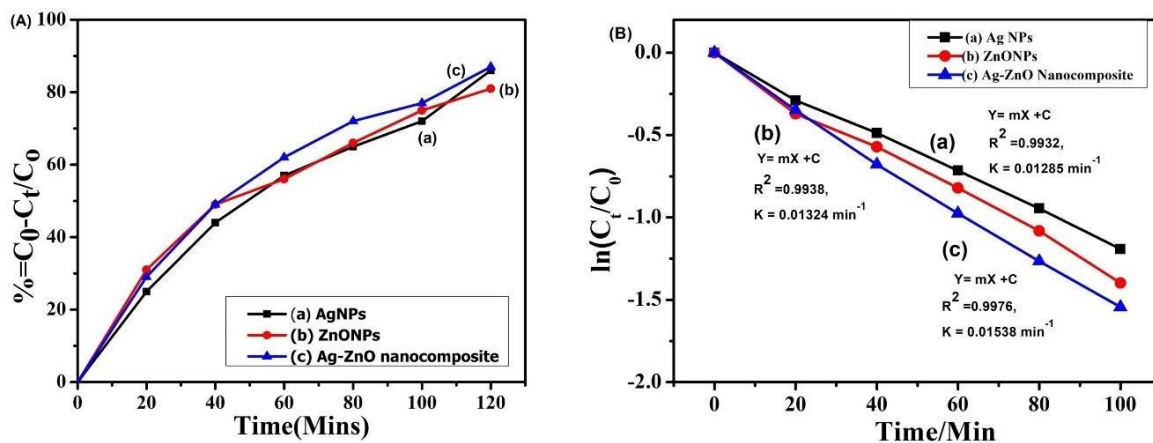 (A)
%=C₀-Cₜ/C₀
100
80
60
40
20
0
0 20 40 60 80 100 120
Time(Mins)
(c)
(b)
(a)
(a) AgNPs
(b) ZnONPs
(c) Ag-ZnO nanocomposite
(B)
ln(Cₜ/C₀)
0.0
-0.5
-1.0
-1.5
-2.0
0 20 40 60 80 100
Time/Min
(a) Ag NPs
(b) ZnONPs
(c) Ag-ZnO Nanocomposite
(a)
Y= mX +C
R² =0.9932,
K = 0.01285 min⁻¹
(b)
Y= mX +C
R² =0.9938,
K = 0.01324 min⁻¹
(c)
Y= mX +C
R² =0.9976,
K = 0.01538 min⁻¹